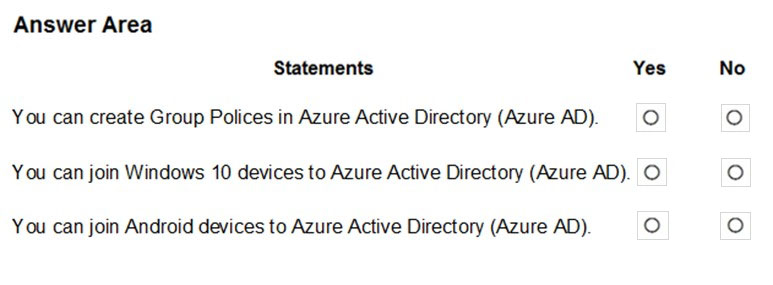 Answer Area
Statements Yes No
You can create Group Polices in Azure Active Directory (Azure AD).
You can join Windows 10 devices to Azure Active Directory (Azure AD).
You can join Android devices to Azure Active Directory (Azure AD).